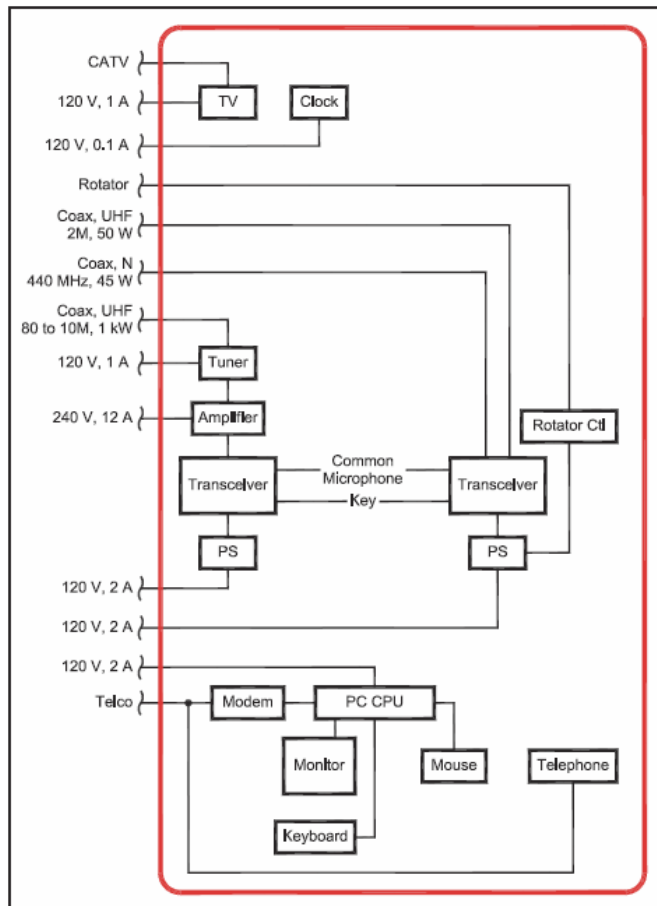 CATV
120 V, 1 A
TV
Clock
120 V, 0.1 A
Rotator
Coax, UHF
2M, 50 W
Coax, N
440 MHz, 45 W
Coax, UHF
80 to 10M, 1 kW
120 V, 1 A
Tuner
240 V, 12 A
Amplifier
Rotator Ctl
Transceiver
Common
Microphone
Key
Transceiver
PS
PS
120 V, 2 A
120 V, 2 A
120 V, 2 A
Telco
Modem
PC CPU
Monitor
Mouse
Telephone
Keyboard